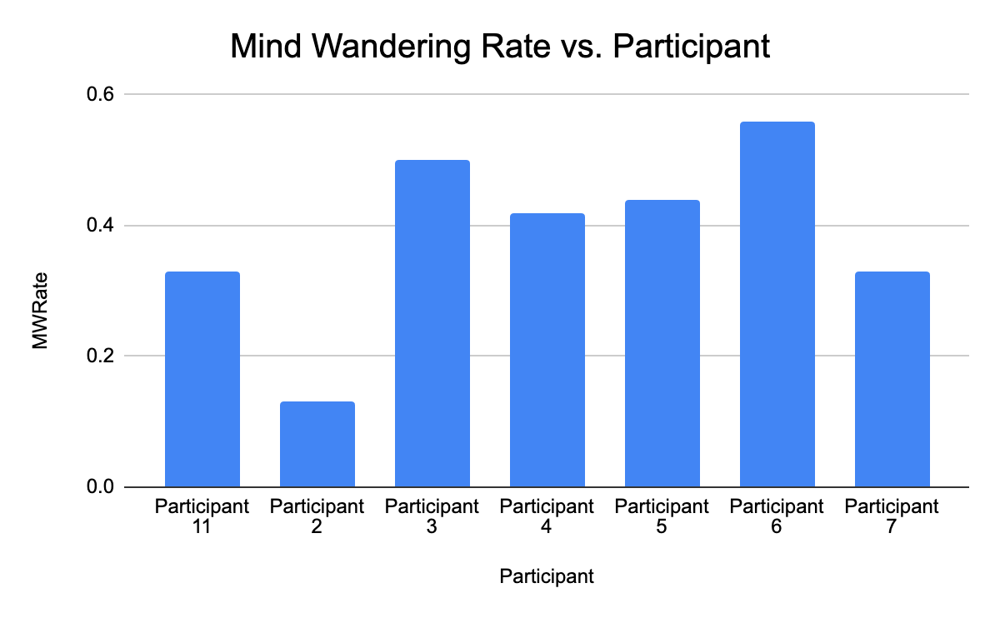 Mind Wandering Rate vs. Participant
0.6
0.4
0.2
0.0
MWRate
Participant 11
Participant 2
Participant 3
Participant 4
Participant 5
Participant 6
Participant 7
Participant